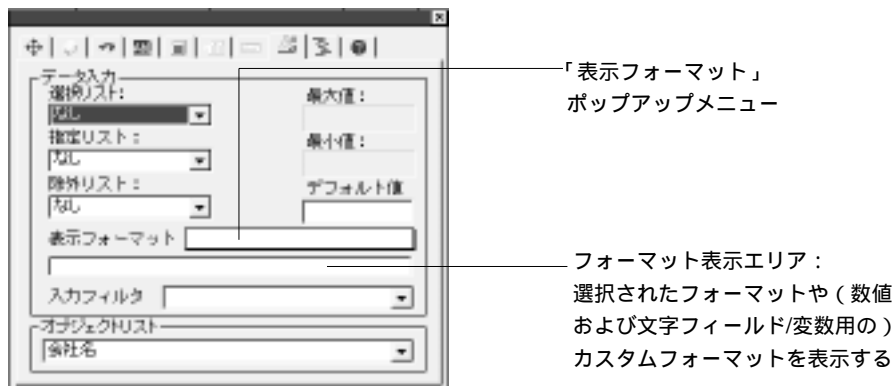 データ入力
選択リスト:
なし
最大値:
指定リスト:
なし
最小値:
除外リスト:
なし
デフォルト値
表示フォーマット
入力フィルタ
オブジェクトリスト
会社名
「表示フォーマット」
ポップアップメニュー
フォーマット表示エリア:
選択されたフォーマットや(数値
および文字フィールド/変数用の)
カスタムフォーマットを表示する